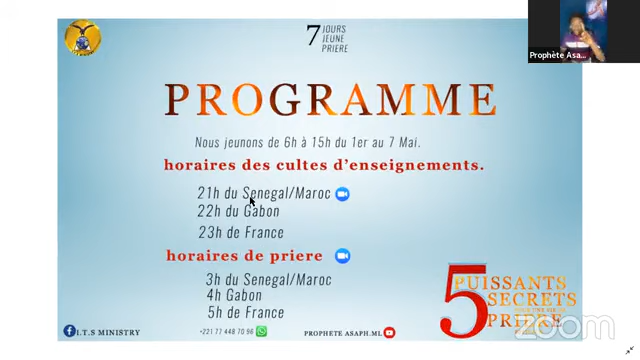 7 JOURS
JEUNE
PRIERE
Prophète Asa...
PROGRAMME
Nous jeunons de 6h à 15h du 1er au 7 Mai.
horaires des cultes d'enseignements.
21h du Senegal/Maroc
22h du Gabon
23h de France
horaires de priere
3h du Senegal/Maroc
4h Gabon
5h de France
5 PUISSANTS
SECRETS
PRIERE
zoom
I.T.S MINISTRY
+221 77 448 70 96
PROPHETE ASAPH.ML